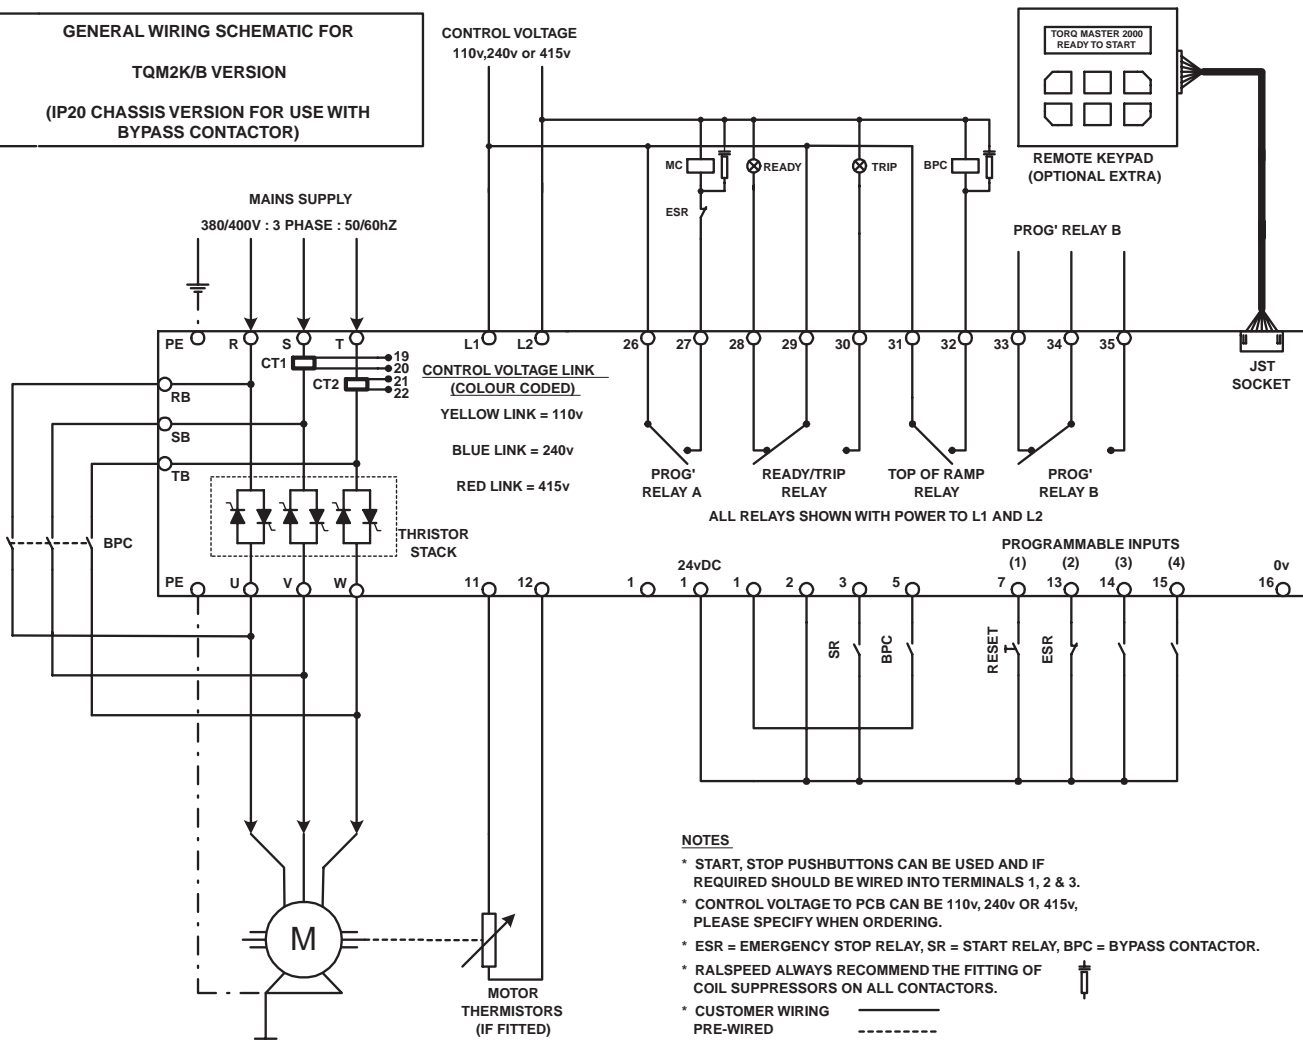 GENERAL WIRING SCHEMATIC FOR
TQM2K/B VERSION
(IP20 CHASSIS VERSION FOR USE WITH
BYPASS CONTACTOR)
CONTROL VOLTAGE
110v,240v or 415v
TORQ MASTER 2000
READY TO START
REMOTE KEYPAD
(OPTIONAL EXTRA)
MC
READY
TRIP
BPC
ESR
MAINS SUPPLY
380/400V : 3 PHASE : 50/60hZ
PROG' RELAY B
PE
R
S
T
L1
L2
26
27
28
29
30
31
32
33
34
35
JST
SOCKET
CT1
19
20
CT2
21
22
RB
SB
TB
CONTROL VOLTAGE LINK
(COLOUR CODED)
YELLOW LINK = 110v
BLUE LINK = 240v
RED LINK = 415v
PROG'
RELAY A
READY/TRIP
RELAY
TOP OF RAMP
RELAY
PROG'
RELAY B
ALL RELAYS SHOWN WITH POWER TO L1 AND L2
BPC
THRISTOR
STACK
PROGRAMMABLE INPUTS
(1)
(2)
(3)
(4)
24vDC
0v
PE
U
V
W
11
12
1
1
1
2
3
5
7
13
14
15
16
SR
BPC
RESET
ESR
M
MOTOR
THERMISTORS
(IF FITTED)
NOTES
* START, STOP PUSHBUTTONS CAN BE USED AND IF
REQUIRED SHOULD BE WIRED INTO TERMINALS 1, 2 & 3.
* CONTROL VOLTAGE TO PCB CAN BE 110v, 240v OR 415v,
PLEASE SPECIFY WHEN ORDERING.
* ESR = EMERGENCY STOP RELAY, SR = START RELAY, BPC = BYPASS CONTACTOR.
* RALSPEED ALWAYS RECOMMEND THE FITTING OF
COIL SUPPRESSORS ON ALL CONTACTORS.
* CUSTOMER WIRING
PRE-WIRED